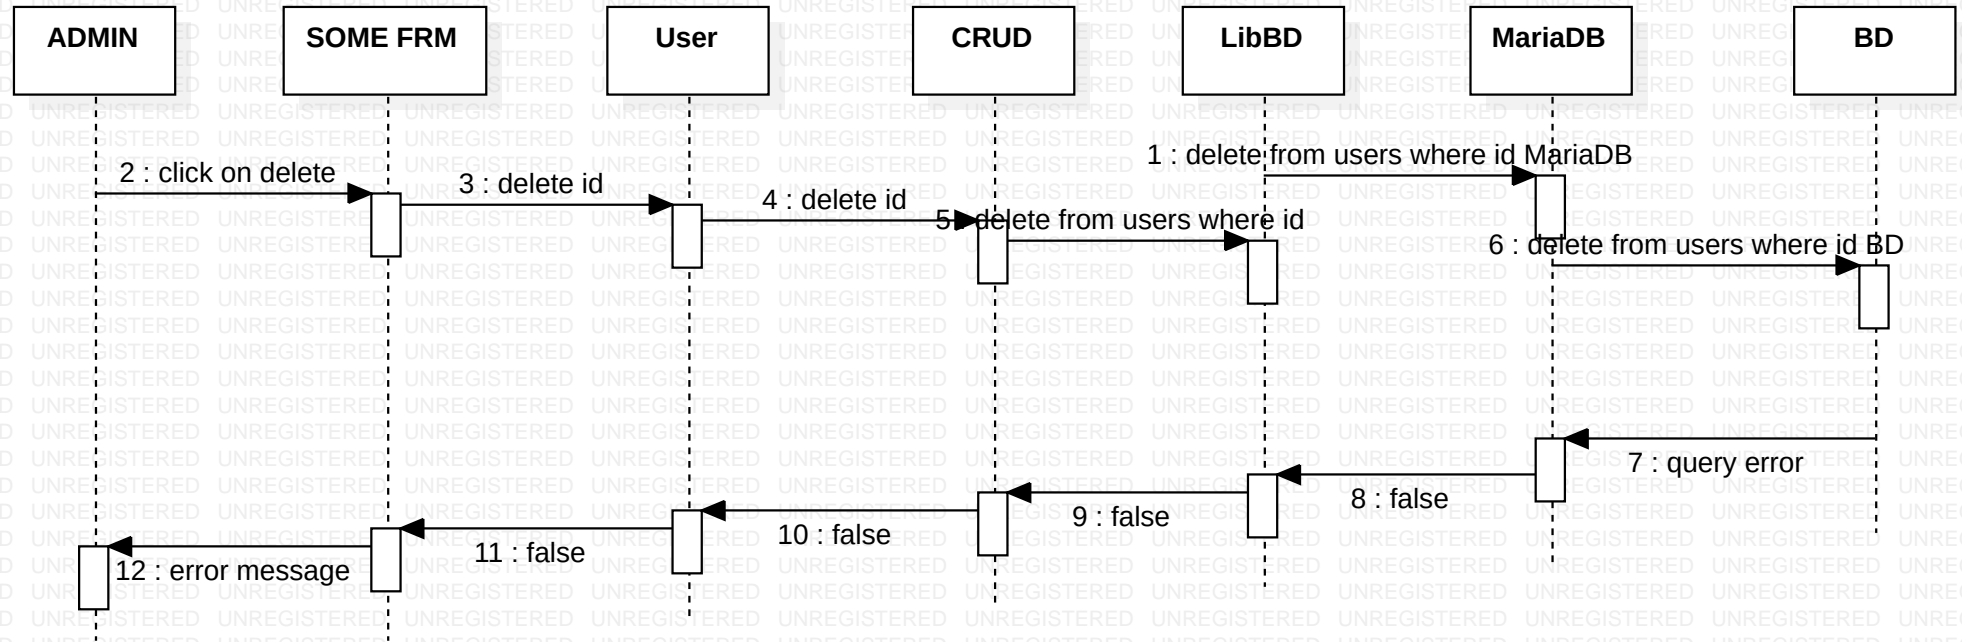 ADMIN
SOME FRM
User
CRUD
LibBD
MariaDB
BD
1 : delete from users where id MariaDB
2 : click on delete
3 : delete id
4 : delete id
5 : delete from users where id
6 : delete from users where id BD
7 : query error
8 : false
9 : false
10 : false
11 : false
12 : error message
UNREGISTERED